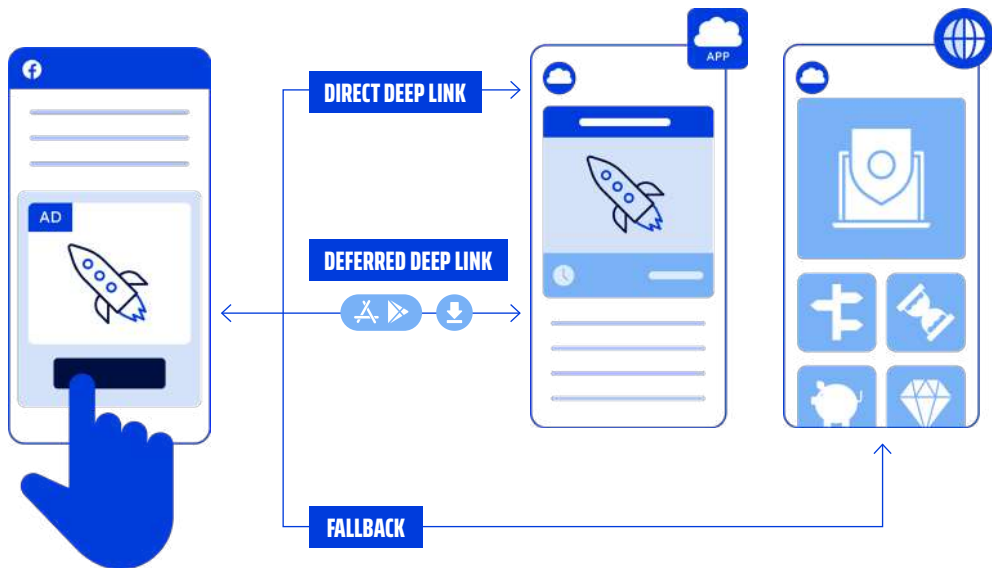 AD
DIRECT DEEP LINK
DEFERRED DEEP LINK
FALLBACK
APP